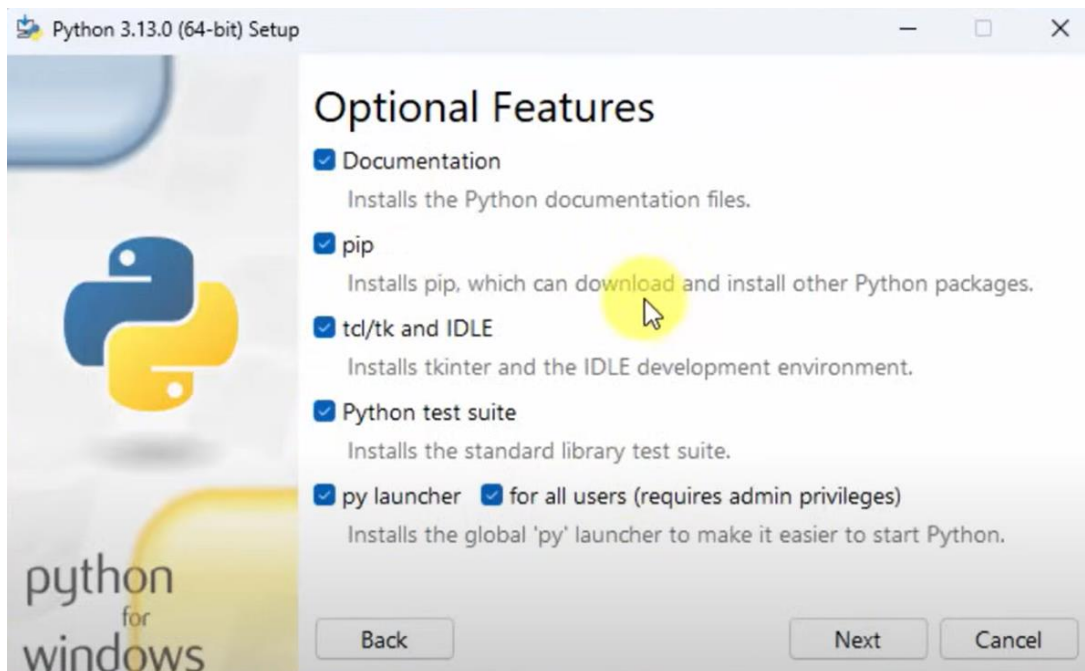 Python 3.13.0 (64-bit) Setup
Optional Features
Documentation
Installs the Python documentation files.
pip
Installs pip, which can download and install other Python packages.
tcl/tk and IDLE
Installs tkinter and the IDLE development environment.
Python test suite
Installs the standard library test suite.
py launcher for all users (requires admin privileges)
Installs the global 'py' launcher to make it easier to start Python.
python
for
windows
Back Next Cancel